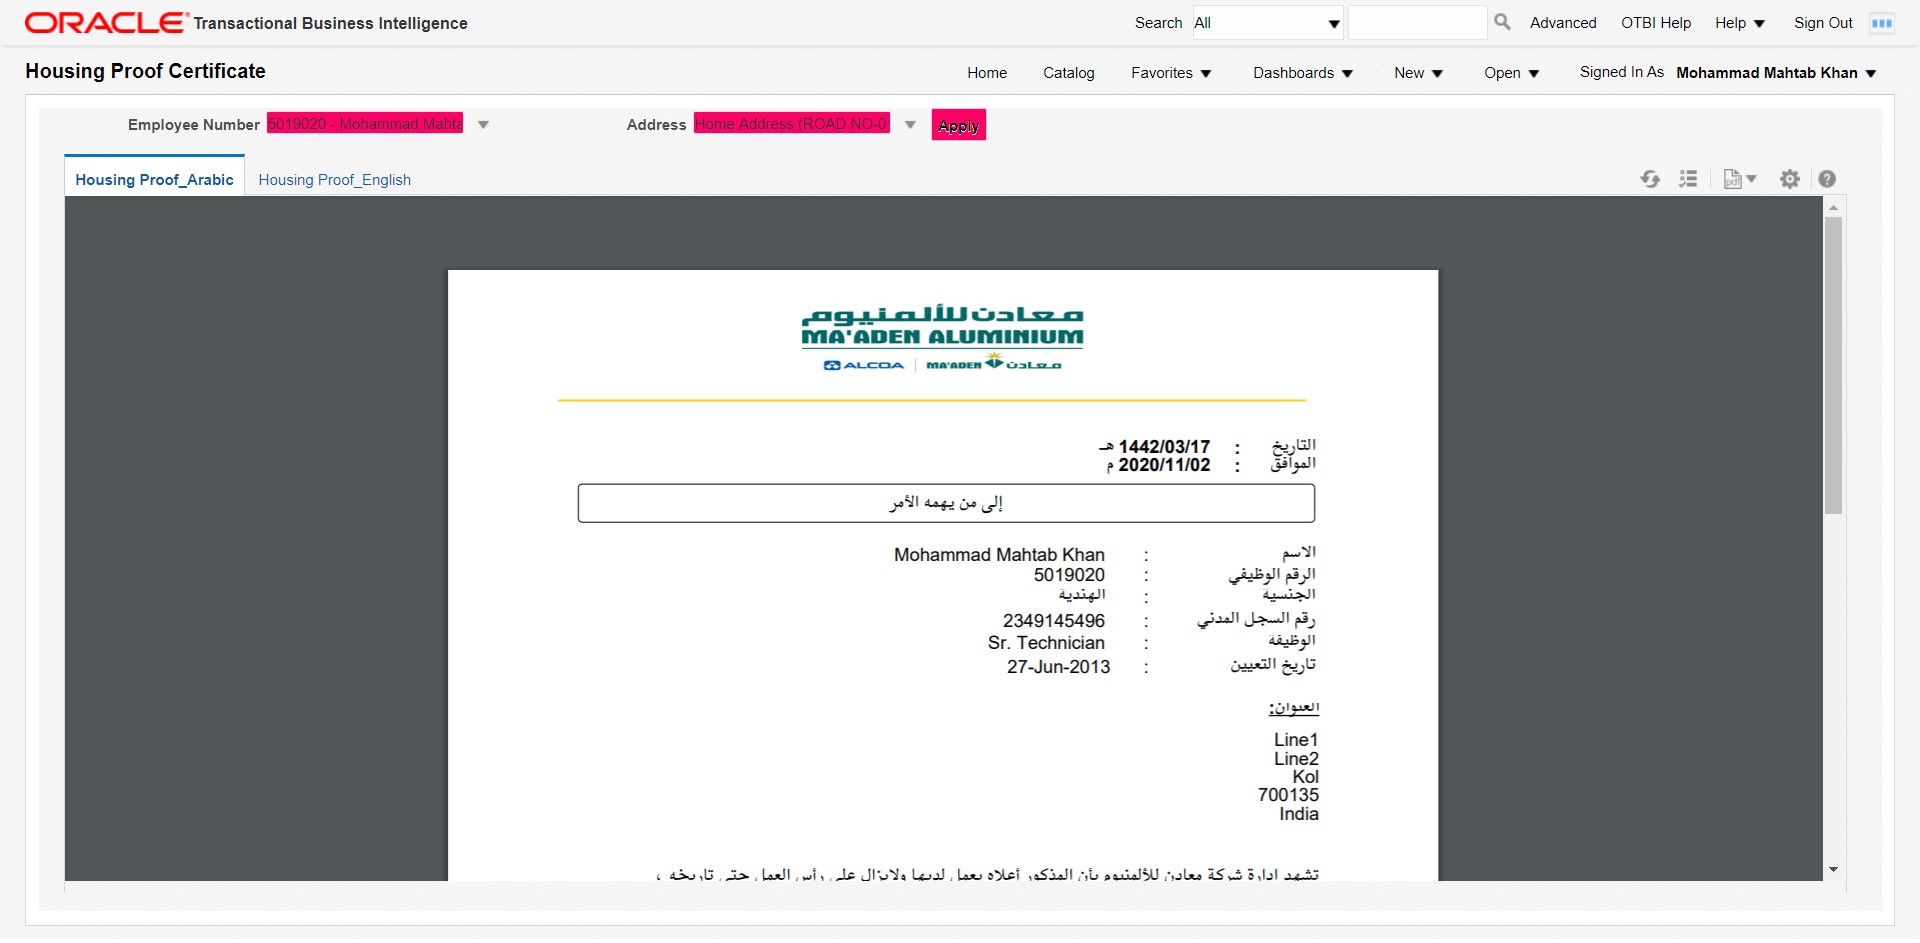 ORACLE Transactional Business Intelligence
Search All Advanced OTBI Help Help Sign Out
Housing Proof Certificate
Home Catalog Favorites Dashboards New Open Signed In As Mohammad Mahtab Khan
Employee Number 5019020 - Mohammad Mahta Address Home Address (ROAD NO-0 Apply
Housing Proof_Arabic Housing Proof_English
pdf
معادن للألمنيوم
MA'ADEN ALUMINIUM
ALCOA MA'ADEN معادن
التاريخ : 1442/03/17 هـ
الموافق : 2020/11/02 م
إلى من يهمه الأمر
الاسم : Mohammad Mahtab Khan
الرقم الوظيفي : 5019020
الجنسية : الهندية
رقم السجل المدني : 2349145496
الوظيفة : Sr. Technician
تاريخ التعيين : 27-Jun-2013
العنوان:
Line1
Line2
Kol
700135
India
تشهد إدارة شركة معادن للألمنيوم بأن المذكور أعلاه يعمل لديها ولايزال على رأس العمل حتى تاريخه ،